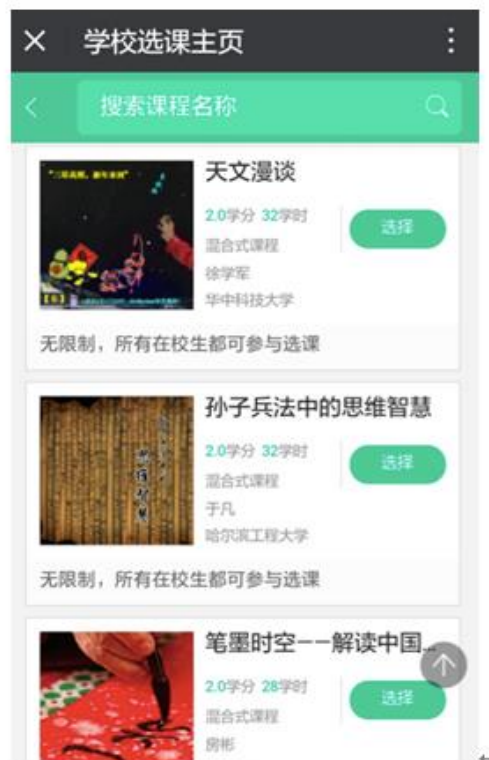 学校选课主页
搜索课程名称
天文漫谈
2.0学分 32学时
选择
混合式课程
徐学军
华中科技大学
无限制，所有在校生都可参与选课
孙子兵法中的思维智慧
2.0学分 32学时
选择
混合式课程
于凡
哈尔滨工程大学
无限制，所有在校生都可参与选课
笔墨时空——解读中国...
2.0学分 28学时
选择
混合式课程
房彬